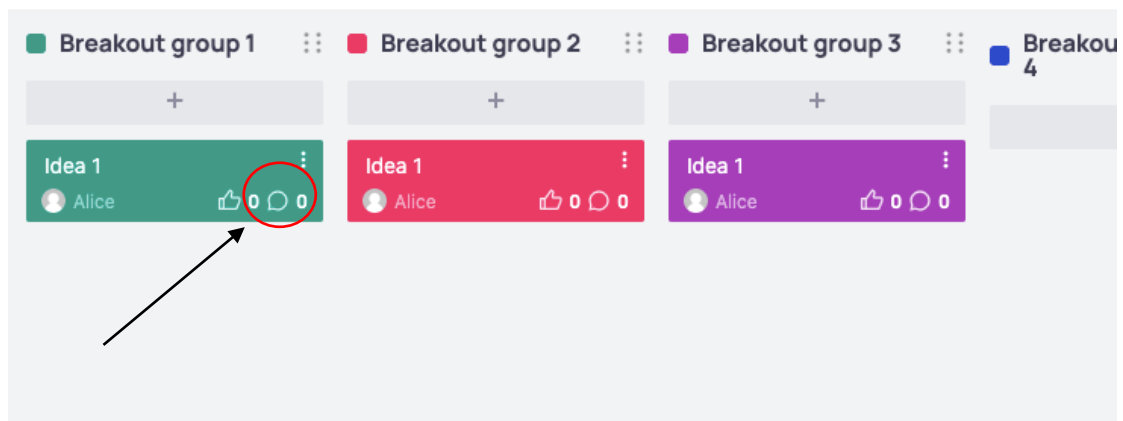 Breakout group 1
Breakout group 2
Breakout group 3
4
+
+
+
Idea 1
Alice
0 0
Idea 1
Alice
0 0
Idea 1
Alice
0 0